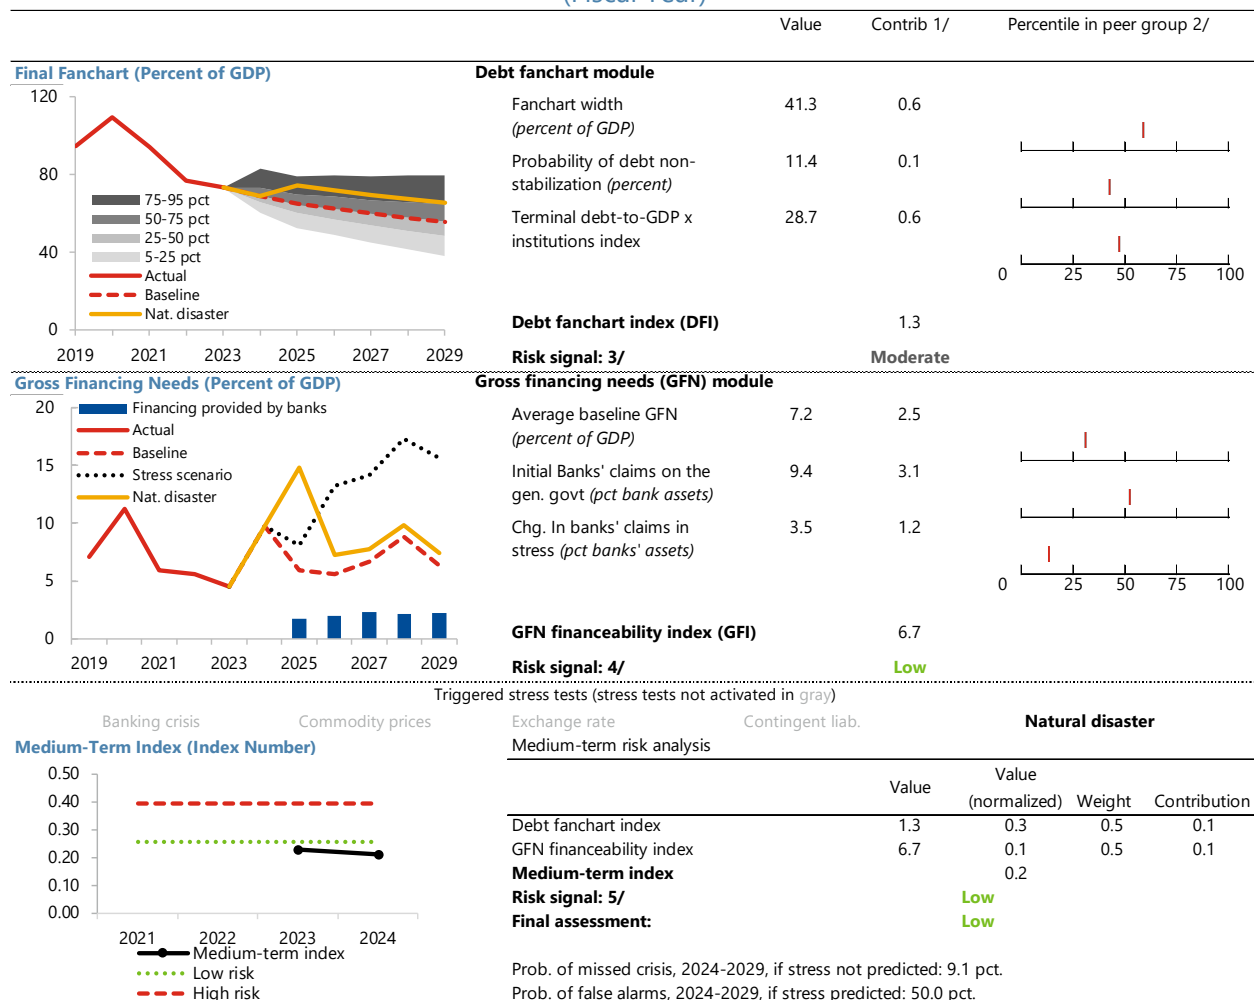 (Fiscal Year)
Value Contrib 1/ Percentile in peer group 2/
Final Fanchart (Percent of GDP)
120
80
40
0
75-95 pct
50-75 pct
25-50 pct
5-25 pct
Actual
Baseline
Nat. disaster
2019 2021 2023 2025 2027 2029
Debt fanchart module
Fanchart width 41.3 0.6
(percent of GDP)
Probability of debt non- 11.4 0.1
stabilization (percent)
Terminal debt-to-GDP x 28.7 0.6
institutions index
0 25 50 75 100
Debt fanchart index (DFI) 1.3
Risk signal: 3/ Moderate
Gross Financing Needs (Percent of GDP)
20
15
10
5
0
Financing provided by banks
Actual
Baseline
Stress scenario
Nat. disaster
2019 2021 2023 2025 2027 2029
Gross financing needs (GFN) module
Average baseline GFN 7.2 2.5
(percent of GDP)
Initial Banks' claims on the 9.4 3.1
gen. govt (pct bank assets)
Chg. In banks' claims in 3.5 1.2
stress (pct banks' assets)
0 25 50 75 100
GFN financeability index (GFI) 6.7
Risk signal: 4/ Low
Triggered stress tests (stress tests not activated in gray)
Banking crisis Commodity prices Exchange rate Contingent liab. Natural disaster
Medium-Term Index (Index Number)
0.50
0.40
0.30
0.20
0.10
0.00
2021 2022 2023 2024
Medium-term index
Low risk
High risk
Medium-term risk analysis
Value Value
(normalized) Weight Contribution
Debt fanchart index 1.3 0.3 0.5 0.1
GFN financeability index 6.7 0.1 0.5 0.1
Medium-term index 0.2
Risk signal: 5/ Low
Final assessment: Low
Prob. of missed crisis, 2024-2029, if stress not predicted: 9.1 pct.
Prob. of false alarms, 2024-2029, if stress predicted: 50.0 pct.